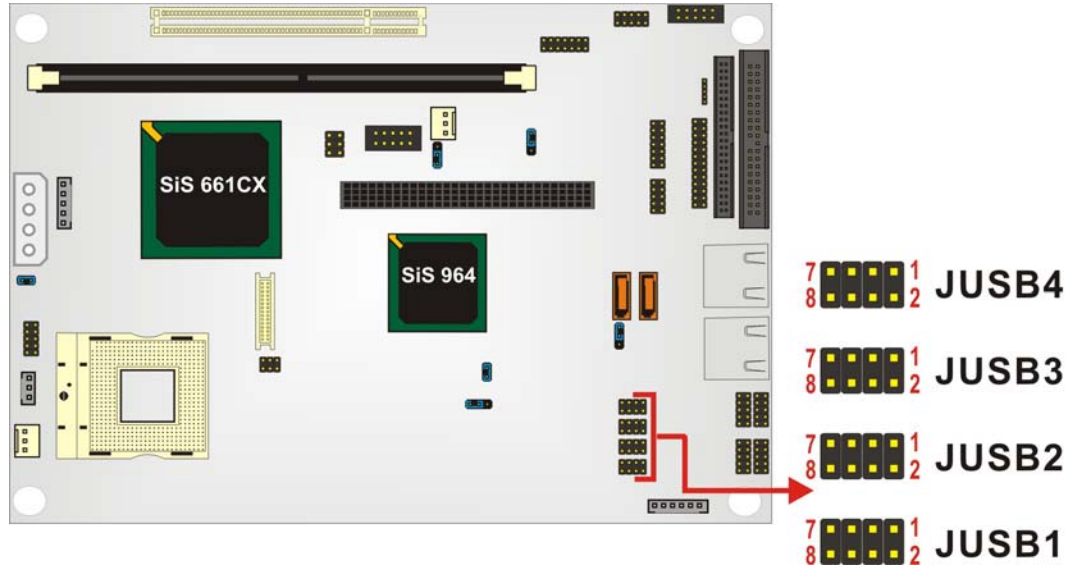 SiS 661CX
SiS 964
7 1 JUSB4
8 2
7 1 JUSB3
8 2
7 1 JUSB2
8 2
7 1 JUSB1
8 2